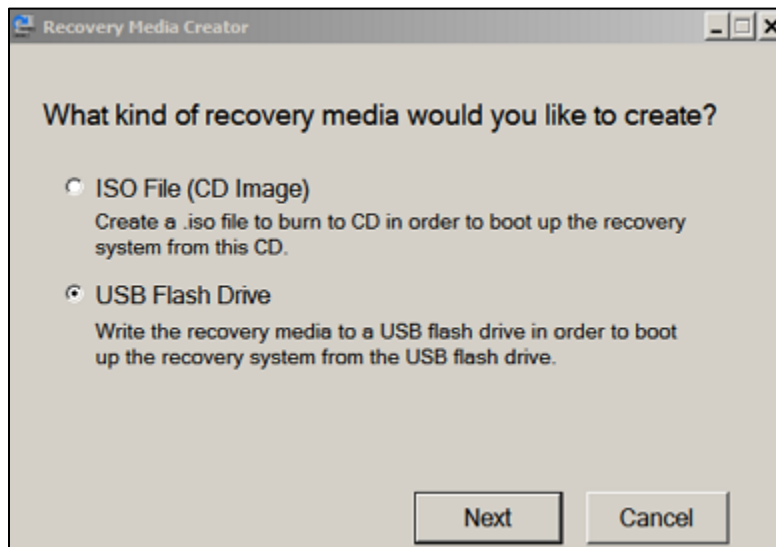 Recovery Media Creator
What kind of recovery media would you like to create?
ISO File (CD Image)
Create a .iso file to burn to CD in order to boot up the recovery
system from this CD.
USB Flash Drive
Write the recovery media to a USB flash drive in order to boot
up the recovery system from the USB flash drive.
Next Cancel